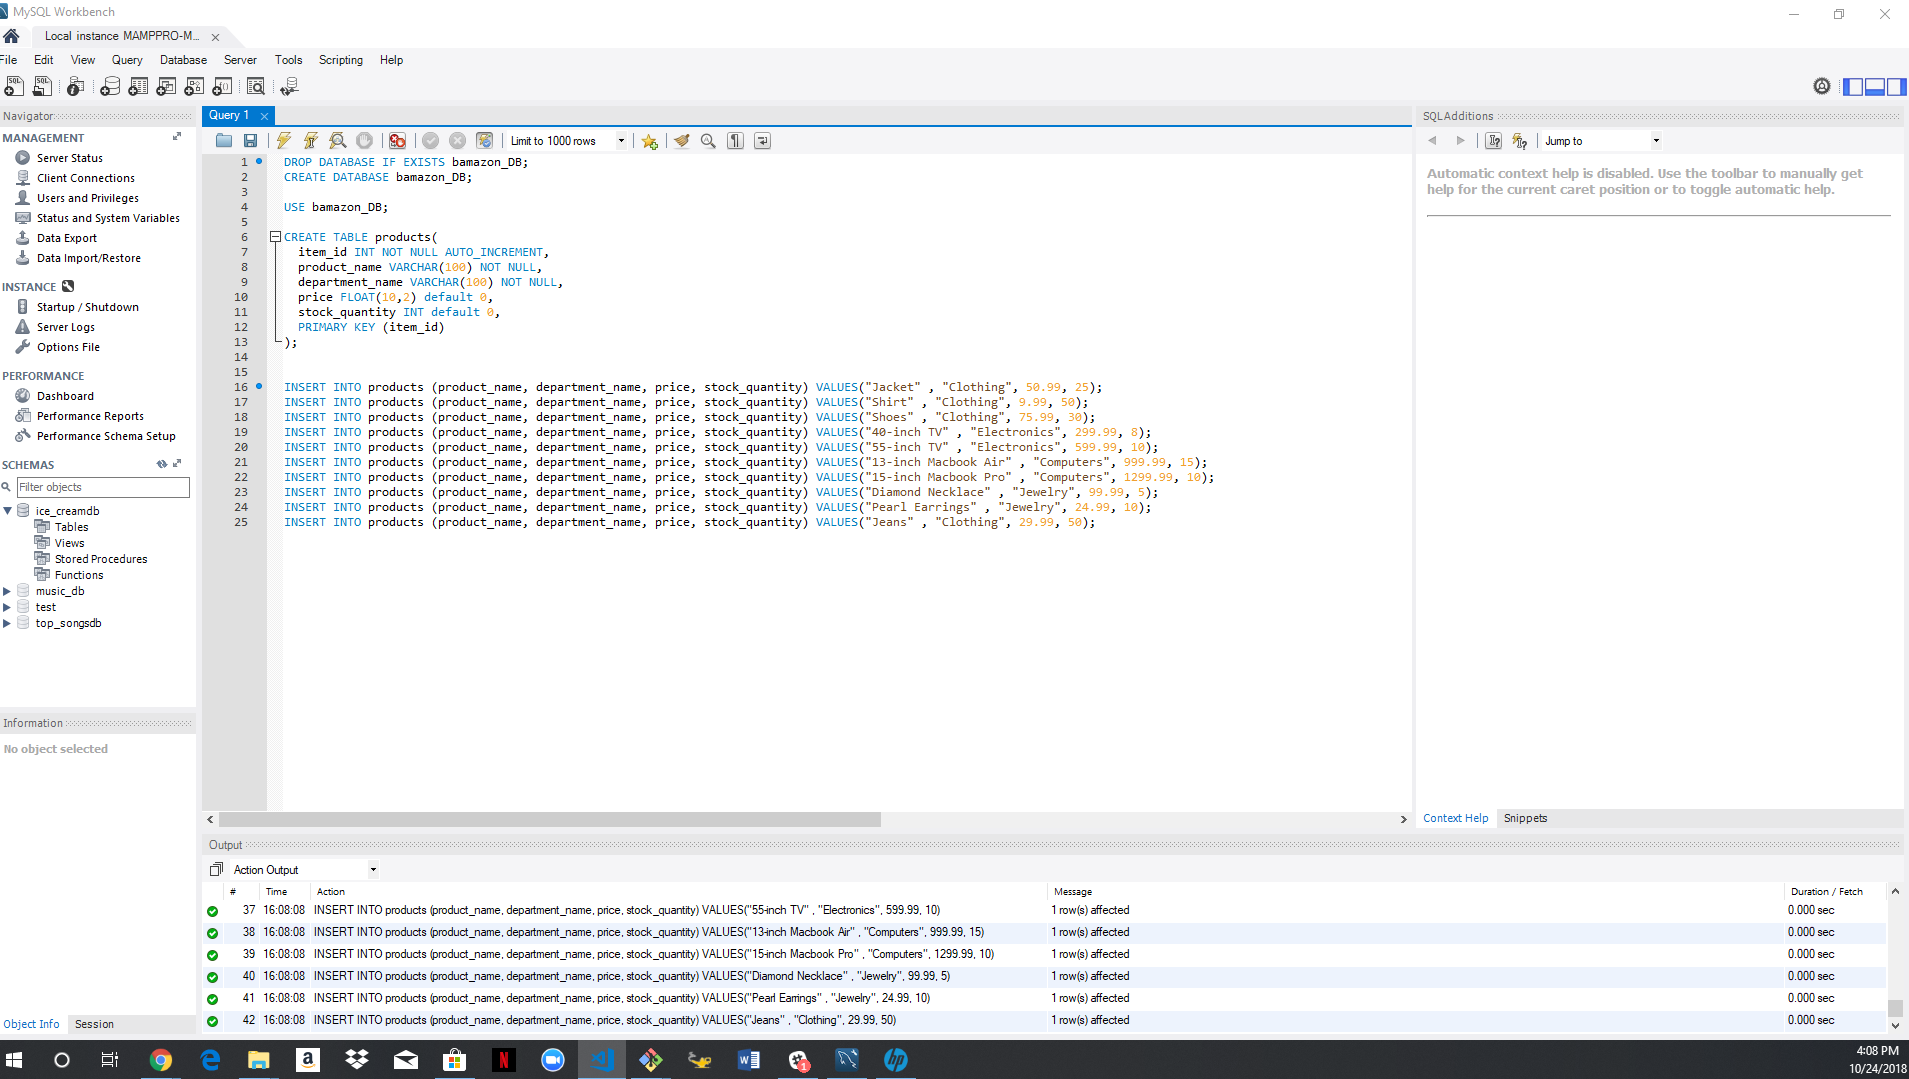 MySQL Workbench
Local instance MAMPPRO-M...
File Edit View Query Database Server Tools Scripting Help
Navigator
MANAGEMENT
Server Status
Client Connections
Users and Privileges
Status and System Variables
Data Export
Data Import/Restore
INSTANCE
Startup / Shutdown
Server Logs
Options File
PERFORMANCE
Dashboard
Performance Reports
Performance Schema Setup
SCHEMAS
Filter objects
ice_creamdb
Tables
Views
Stored Procedures
Functions
music_db
test
top_songsdb
Information
No object selected
Object Info Session
Query 1
Limit to 1000 rows
1 DROP DATABASE IF EXISTS bamazon_DB;
2 CREATE DATABASE bamazon_DB;
3
4 USE bamazon_DB;
5
6 CREATE TABLE products(
7 item_id INT NOT NULL AUTO_INCREMENT,
8 product_name VARCHAR(100) NOT NULL,
9 department_name VARCHAR(100) NOT NULL,
10 price FLOAT(10,2) default 0,
11 stock_quantity INT default 0,
12 PRIMARY KEY (item_id)
13 );
14
15
16 INSERT INTO products (product_name, department_name, price, stock_quantity) VALUES("Jacket" , "Clothing", 50.99, 25);
17 INSERT INTO products (product_name, department_name, price, stock_quantity) VALUES("Shirt" , "Clothing", 9.99, 50);
18 INSERT INTO products (product_name, department_name, price, stock_quantity) VALUES("Shoes" , "Clothing", 75.99, 30);
19 INSERT INTO products (product_name, department_name, price, stock_quantity) VALUES("40-inch TV" , "Electronics", 299.99, 8);
20 INSERT INTO products (product_name, department_name, price, stock_quantity) VALUES("55-inch TV" , "Electronics", 599.99, 10);
21 INSERT INTO products (product_name, department_name, price, stock_quantity) VALUES("13-inch Macbook Air" , "Computers", 999.99, 15);
22 INSERT INTO products (product_name, department_name, price, stock_quantity) VALUES("15-inch Macbook Pro" , "Computers", 1299.99, 10);
23 INSERT INTO products (product_name, department_name, price, stock_quantity) VALUES("Diamond Necklace" , "Jewelry", 99.99, 5);
24 INSERT INTO products (product_name, department_name, price, stock_quantity) VALUES("Pearl Earrings" , "Jewelry", 24.99, 10);
25 INSERT INTO products (product_name, department_name, price, stock_quantity) VALUES("Jeans" , "Clothing", 29.99, 50);
SQLAdditions
Jump to
Automatic context help is disabled. Use the toolbar to manually get
help for the current caret position or to toggle automatic help.
Context Help Snippets
Output
Action Output
# Time Action Message Duration / Fetch
37 16:08:08 INSERT INTO products (product_name, department_name, price, stock_quantity) VALUES("55-inch TV" , "Electronics", 599.99, 10) 1 row(s) affected 0.000 sec
38 16:08:08 INSERT INTO products (product_name, department_name, price, stock_quantity) VALUES("13-inch Macbook Air" , "Computers", 999.99, 15) 1 row(s) affected 0.000 sec
39 16:08:08 INSERT INTO products (product_name, department_name, price, stock_quantity) VALUES("15-inch Macbook Pro" , "Computers", 1299.99, 10) 1 row(s) affected 0.000 sec
40 16:08:08 INSERT INTO products (product_name, department_name, price, stock_quantity) VALUES("Diamond Necklace" , "Jewelry", 99.99, 5) 1 row(s) affected 0.000 sec
41 16:08:08 INSERT INTO products (product_name, department_name, price, stock_quantity) VALUES("Pearl Earrings" , "Jewelry", 24.99, 10) 1 row(s) affected 0.000 sec
42 16:08:08 INSERT INTO products (product_name, department_name, price, stock_quantity) VALUES("Jeans" , "Clothing", 29.99, 50) 1 row(s) affected 0.000 sec
4:08 PM
10/24/2018